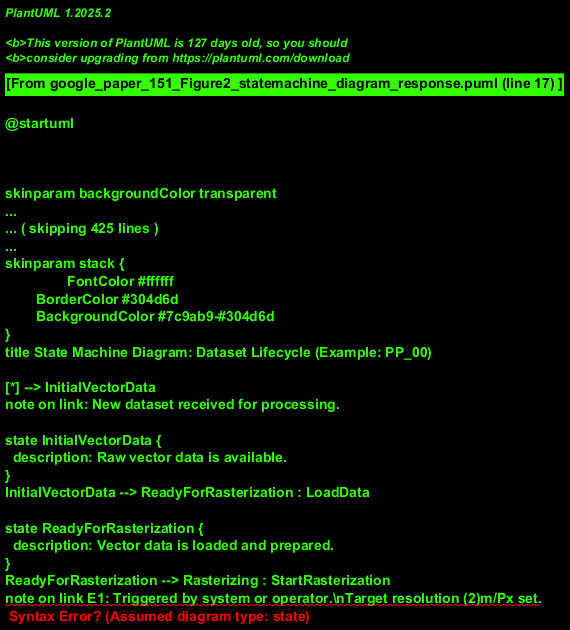 PlantUML 1.2025.2
<b>This version of PlantUML is 127 days old, so you should
<b>consider upgrading from https://plantuml.com/download
[From google_paper_151_Figure2_statemachine_diagram_response.puml (line 17) ]
@startuml
skinparam backgroundColor transparent
...
... ( skipping 425 lines )
...
skinparam stack {
FontColor #ffffff
BorderColor #304d6d
BackgroundColor #7c9ab9-#304d6d
}
title State Machine Diagram: Dataset Lifecycle (Example: PP_00)
[*] --> InitialVectorData
note on link: New dataset received for processing.
state InitialVectorData {
description: Raw vector data is available.
}
InitialVectorData --> ReadyForRasterization : LoadData
state ReadyForRasterization {
description: Vector data is loaded and prepared.
}
ReadyForRasterization --> Rasterizing : StartRasterization
note on link E1: Triggered by system or operator.\nTarget resolution (2)m/Px set.
Syntax Error? (Assumed diagram type: state)